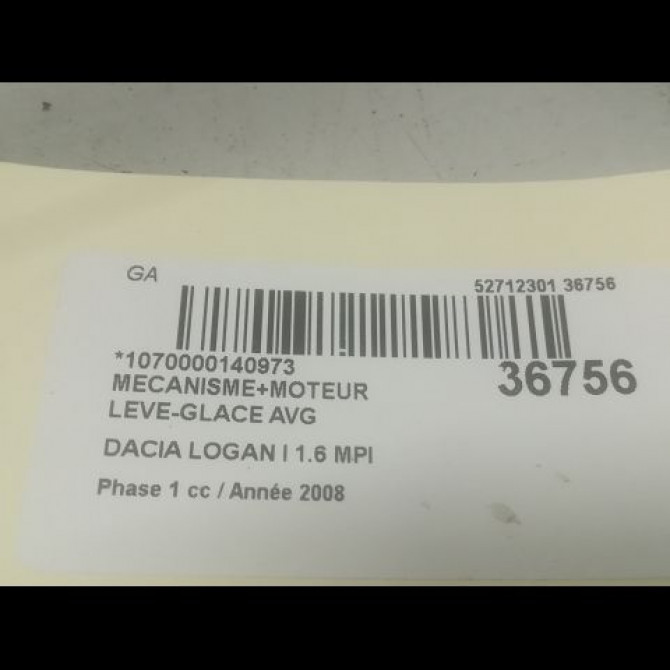 GA
52712301 36756
*1070000140973
36756
MECANISME+MOTEUR
LEVE-GLACE AVG
DACIA LOGAN I 1.6 MPI
Phase 1 cc / Année 2008